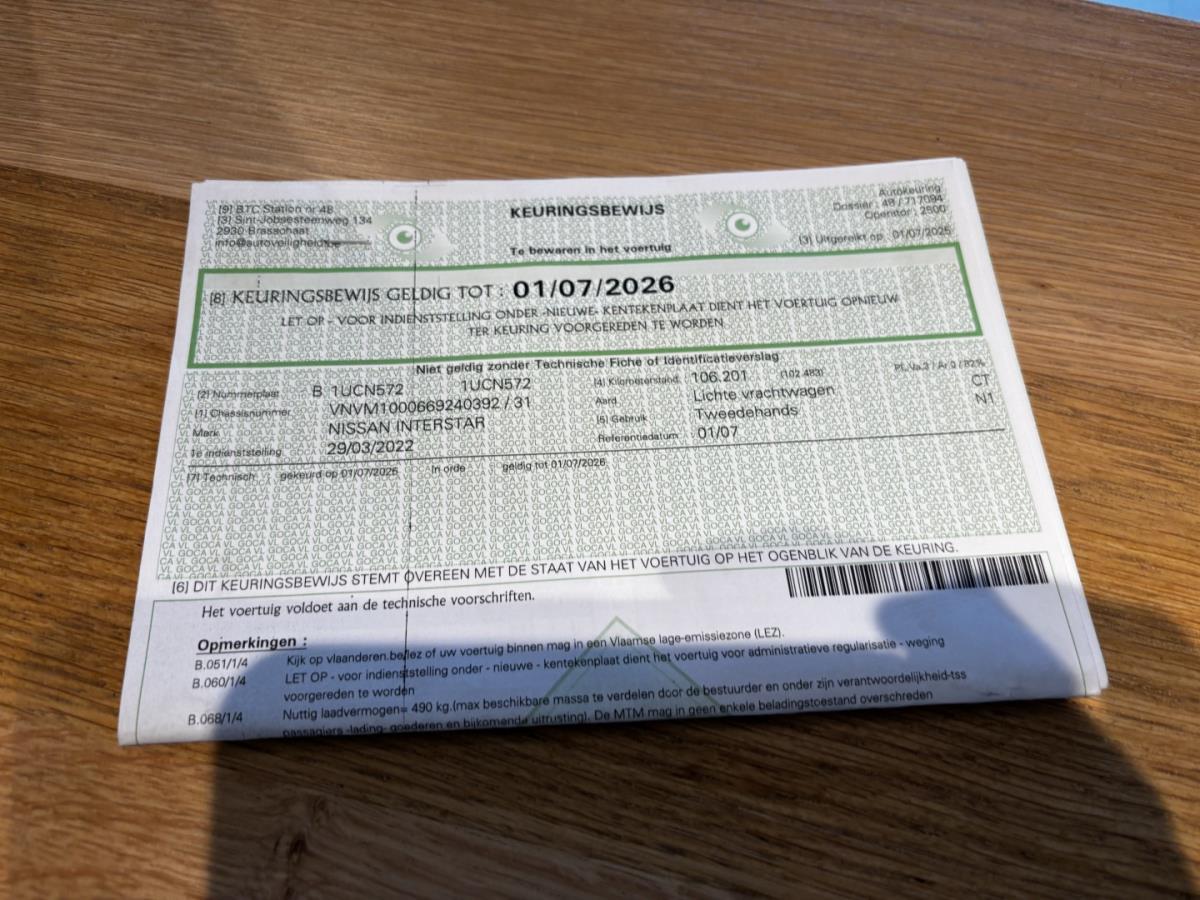 [9] BTC Station nr 48
[3] Sint-Jobsesteenweg 134
2930 Brasschaat
info@autoveiligheid.be
KEURINGSBEWIJS
Te bewaren in het voertuig
Autokeuring
Dossier : 48 / 717094
Operator : 2500
[3] Uitgereikt op : 01/07/2025
[8] KEURINGSBEWIJS GELDIG TOT : 01/07/2026
LET OP - VOOR INDIENSTSTELLING ONDER -NIEUWE- KENTEKENPLAAT DIENT HET VOERTUIG OPNIEUW
TER KEURING VOORGEREDEN TE WORDEN
Niet geldig zonder Technische Fiche of Identificatieverslag
[2] Nummerplaat B 1UCN572 1UCN572
[1] Chassisnummer VNVM1000669240392 / 31
Merk NISSAN INTERSTAR
1e indienststelling 29/03/2022
[4] Kilometerstand 106.201 (102.483)
Aard Lichte vrachtwagen
[5] Gebruik Tweedehands
Referentiedatum 01/07
CT
N1
[7] Technisch gekeurd op 01/07/2025 In orde geldig tot 01/07/2026
[6] DIT KEURINGSBEWIJS STEMT OVEREEN MET DE STAAT VAN HET VOERTUIG OP HET OGENBLIK VAN DE KEURING.
Het voertuig voldoet aan de technische voorschriften.
Opmerkingen :
B.051/1/4 Kijk op vlaanderen.be/lez of uw voertuig binnen mag in een Vlaamse lage-emissiezone (LEZ).
B.060/1/4 LET OP - voor indienststelling onder - nieuwe - kentekenplaat dient het voertuig voor administratieve regularisatie - weging
voorgereden te worden
B.068/1/4 Nuttig laadvermogen= 490 kg.(max beschikbare massa te verdelen door de bestuurder en onder zijn verantwoordelijkheid-tss
passagiers -lading- goederen en bijkomende uitrusting). De MTM mag in geen enkele beladingstoestand overschreden